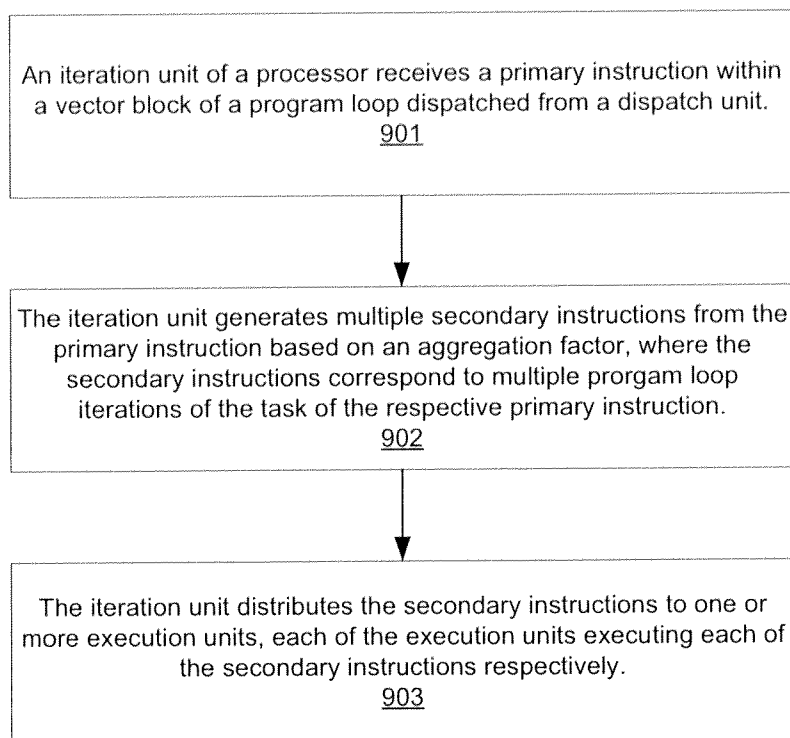 An iteration unit of a processor receives a primary instruction within
a vector block of a program loop dispatched from a dispatch unit.
901
The iteration unit generates multiple secondary instructions from the
primary instruction based on an aggregation factor, where the
secondary instructions correspond to multiple prorgam loop
iterations of the task of the respective primary instruction.
902
The iteration unit distributes the secondary instructions to one or
more execution units, each of the execution units executing each of
the secondary instructions respectively.
903